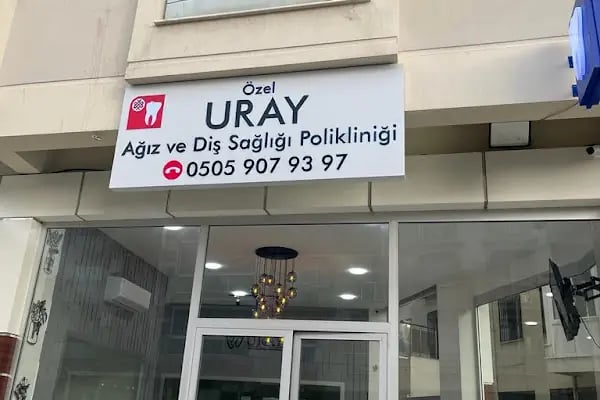 Özel
URAY
Ağız ve Diş Sağlığı Polikliniği
0505 907 93 97